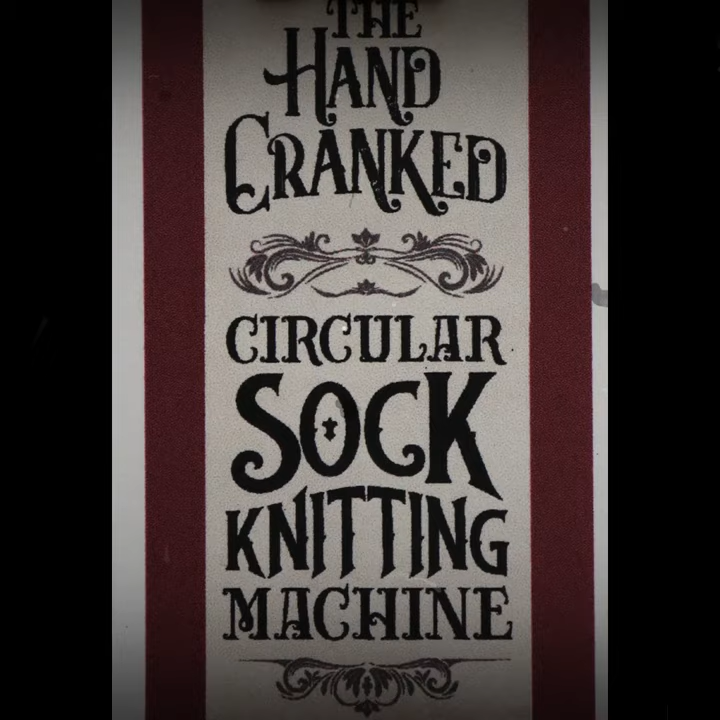 THE
HAND
CRANKED
CIRCULAR
SOCK
KNITTING
MACHINE